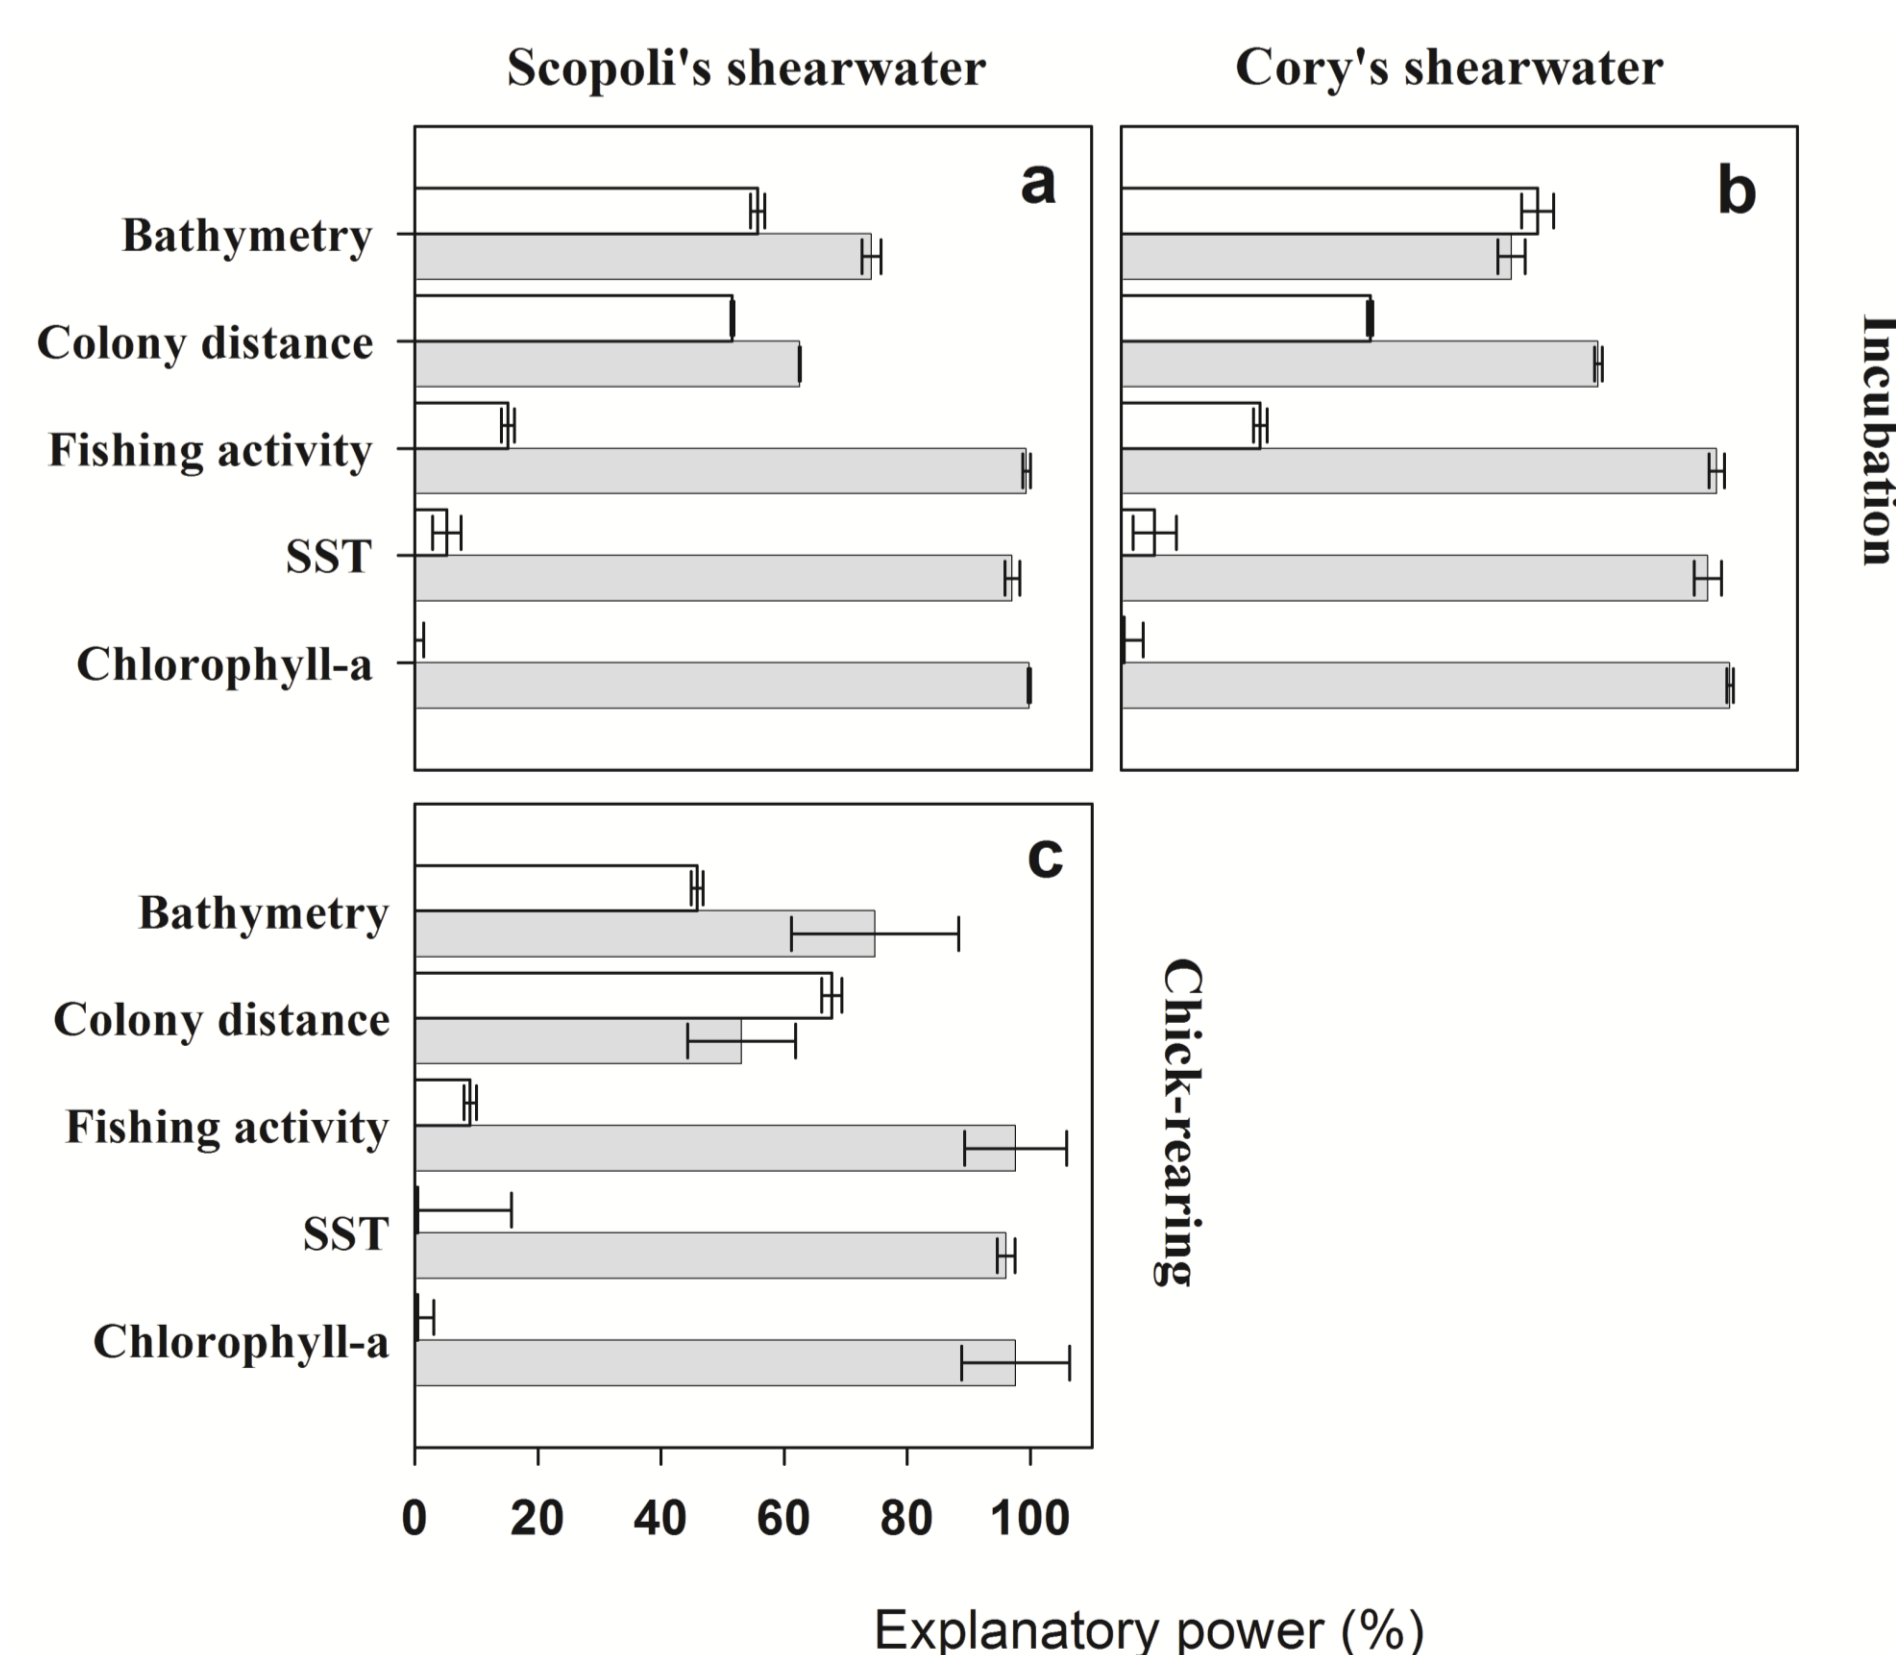 Scopoli's shearwater
Cory's shearwater
a
b
Bathymetry
Colony distance
Fishing activity
SST
Chlorophyll-a
Incubation
c
Bathymetry
Colony distance
Fishing activity
SST
Chlorophyll-a
Chick-rearing
0 20 40 60 80 100
Explanatory power (%)